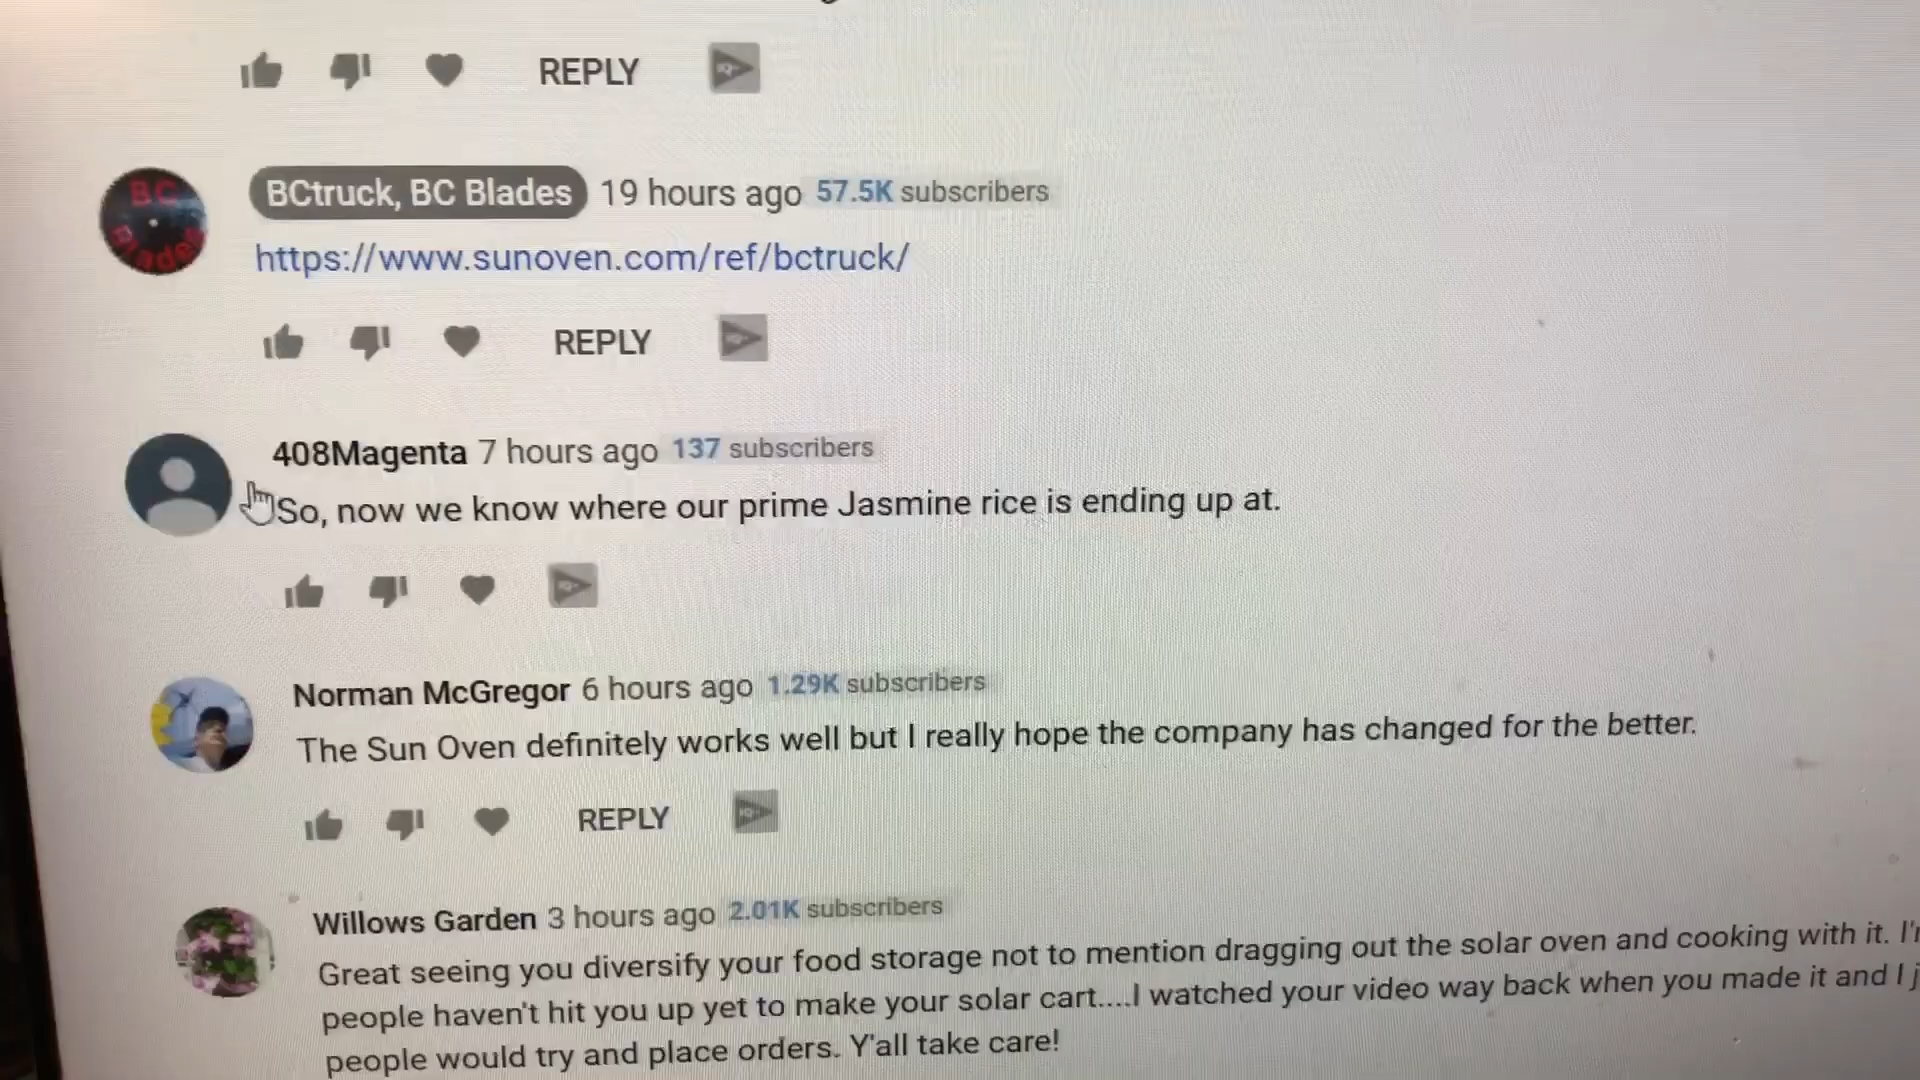 REPLY
BCtruck, BC Blades 19 hours ago 57.5K subscribers
BC
Blades
https://www.sunoven.com/ref/bctruck/
REPLY
408Magenta 7 hours ago 137 subscribers
So, now we know where our prime Jasmine rice is ending up at.
Norman McGregor 6 hours ago 1.29K subscribers
The Sun Oven definitely works well but I really hope the company has changed for the better.
REPLY
Willows Garden 3 hours ago 2.01K subscribers
Great seeing you diversify your food storage not to mention dragging out the solar oven and cooking with it.
people haven't hit you up yet to make your solar cart....I watched your video way back when you made it and I
people would try and place orders. Y'all take care!